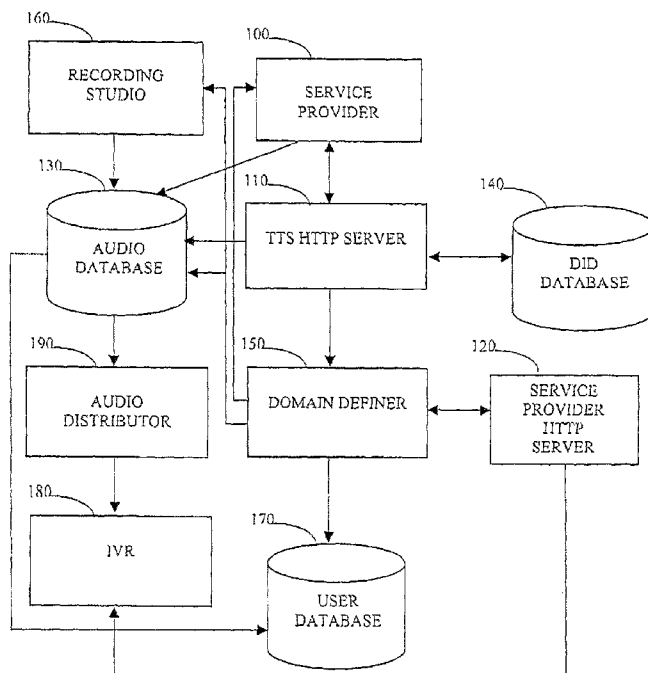 160
RECORDING
STUDIO
100
SERVICE
PROVIDER
130
AUDIO
DATABASE
110
TTS HTTP SERVER
140
DID
DATABASE
190
AUDIO
DISTRIBUTOR
150
DOMAIN DEFINER
120
SERVICE
PROVIDER
HTTP
SERVER
180
IVR
170
USER
DATABASE